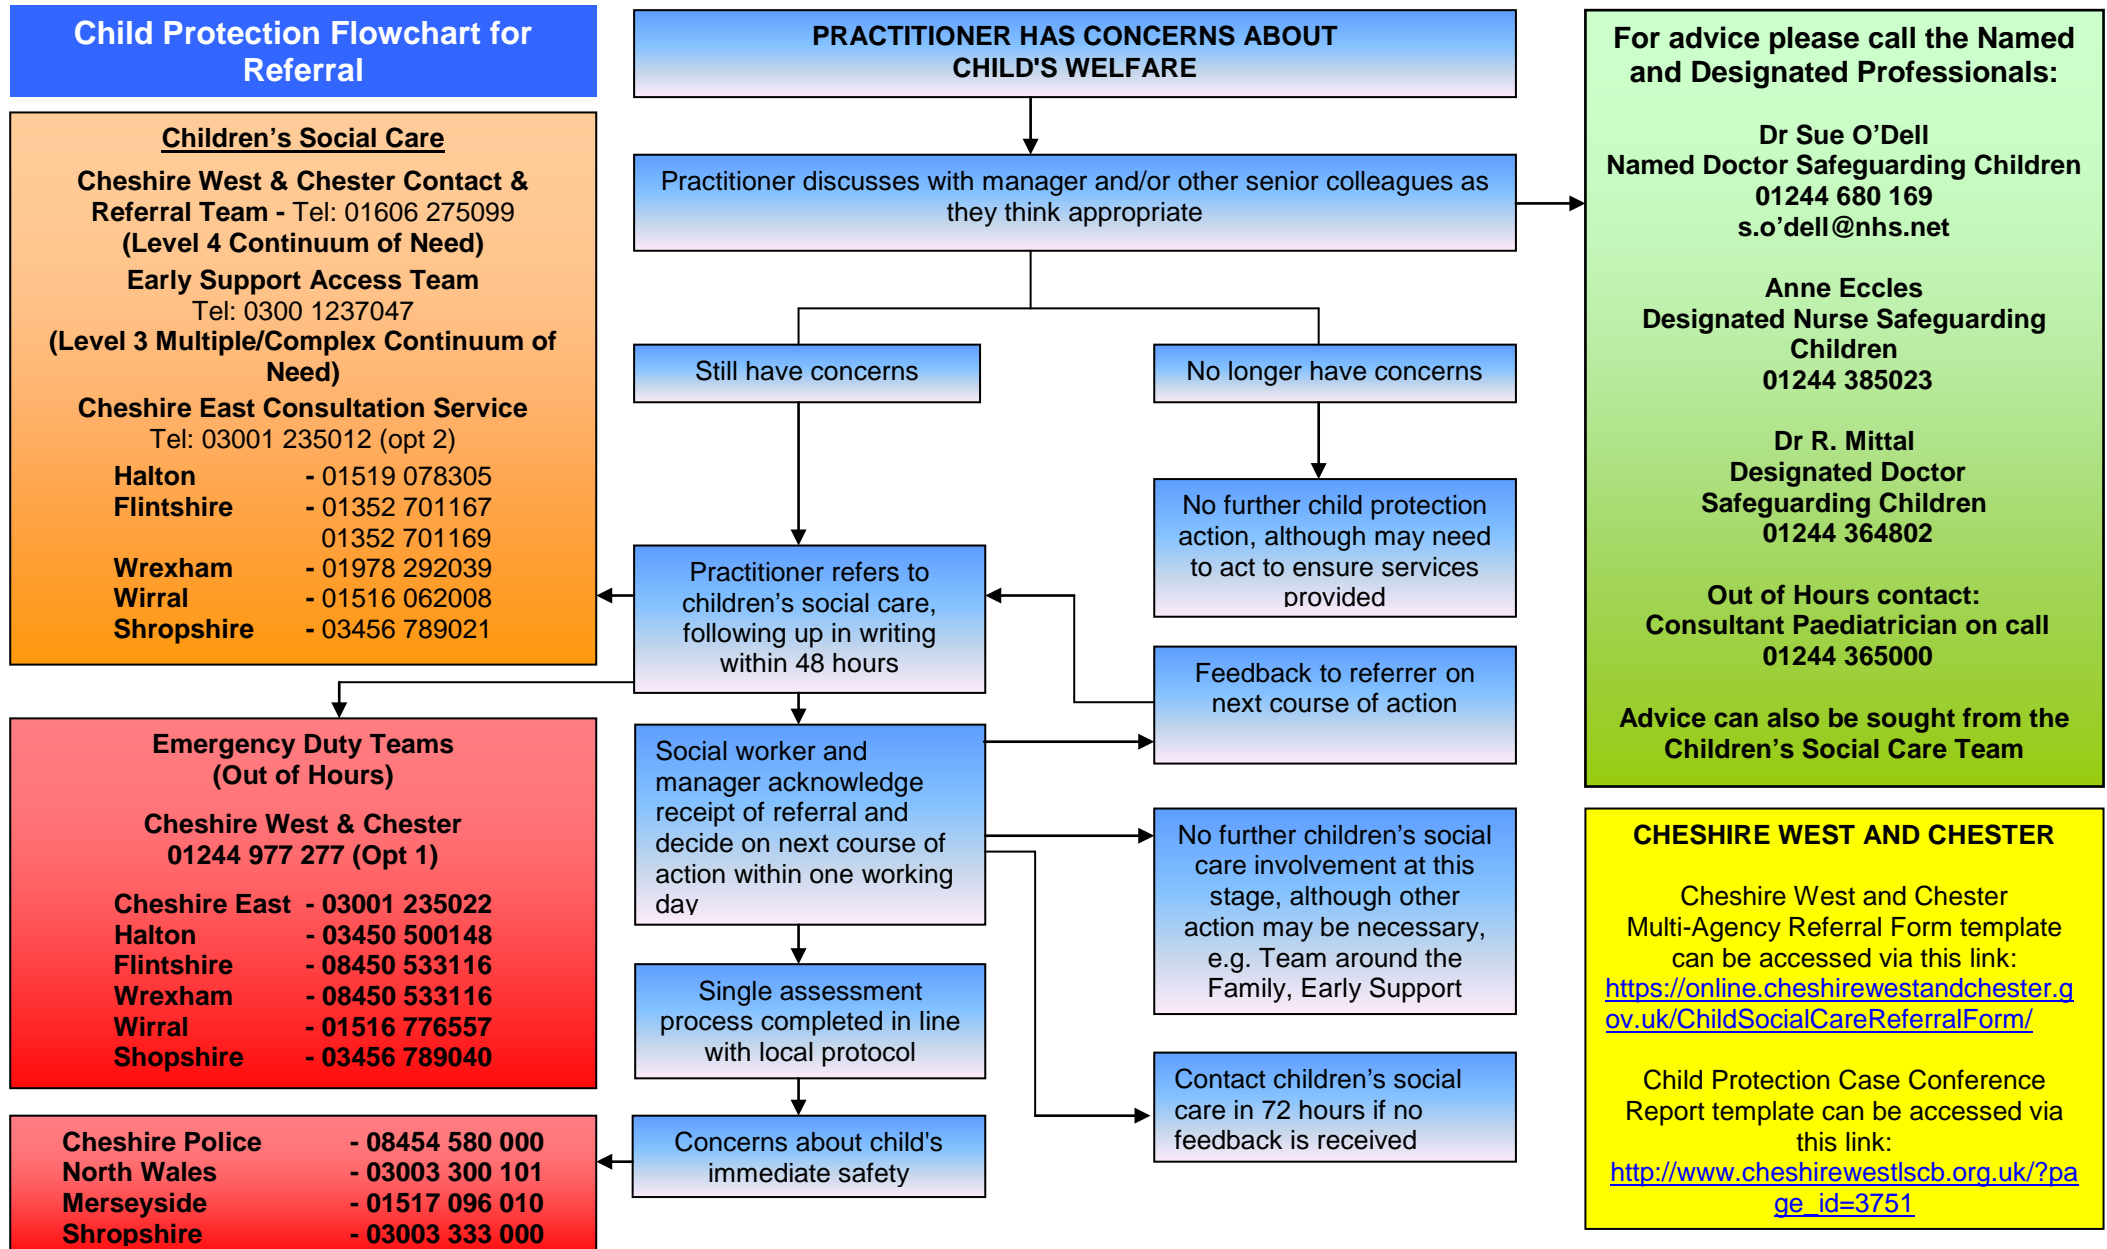 Child Protection Flowchart for
Referral
Children’s Social Care
Cheshire West & Chester Contact &
Referral Team - Tel: 01606 275099
(Level 4 Continuum of Need)
Early Support Access Team
Tel: 0300 1237047
(Level 3 Multiple/Complex Continuum of
Need)
Cheshire East Consultation Service
Tel: 03001 235012 (opt 2)
Halton - 01519 078305
Flintshire - 01352 701167
01352 701169
Wrexham - 01978 292039
Wirral - 01516 062008
Shropshire - 03456 789021
Emergency Duty Teams
(Out of Hours)
Cheshire West & Chester
01244 977 277 (Opt 1)
Cheshire East - 03001 235022
Halton - 03450 500148
Flintshire - 08450 533116
Wrexham - 08450 533116
Wirral - 01516 776557
Shopshire - 03456 789040
Cheshire Police - 08454 580 000
North Wales - 03003 300 101
Merseyside - 01517 096 010
Shropshire - 03003 333 000
PRACTITIONER HAS CONCERNS ABOUT
CHILD'S WELFARE
Practitioner discusses with manager and/or other senior colleagues as
they think appropriate
Still have concerns
No longer have concerns
No further child protection
action, although may need
to act to ensure services
provided
Practitioner refers to
children’s social care,
following up in writing
within 48 hours
Feedback to referrer on
next course of action
Social worker and
manager acknowledge
receipt of referral and
decide on next course of
action within one working
day
No further children’s social
care involvement at this
stage, although other
action may be necessary,
e.g. Team around the
Family, Early Support
Single assessment
process completed in line
with local protocol
Contact children’s social
care in 72 hours if no
feedback is received
Concerns about child's
immediate safety
For advice please call the Named
and Designated Professionals:
Dr Sue O’Dell
Named Doctor Safeguarding Children
01244 680 169
s.o’dell@nhs.net
Anne Eccles
Designated Nurse Safeguarding
Children
01244 385023
Dr R. Mittal
Designated Doctor
Safeguarding Children
01244 364802
Out of Hours contact:
Consultant Paediatrician on call
01244 365000
Advice can also be sought from the
Children’s Social Care Team
CHESHIRE WEST AND CHESTER
Cheshire West and Chester
Multi-Agency Referral Form template
can be accessed via this link:
https://online.cheshirewestandchester.g
ov.uk/ChildSocialCareReferralForm/
Child Protection Case Conference
Report template can be accessed via
this link:
http://www.cheshirewestlscb.org.uk/?pa
ge_id=3751